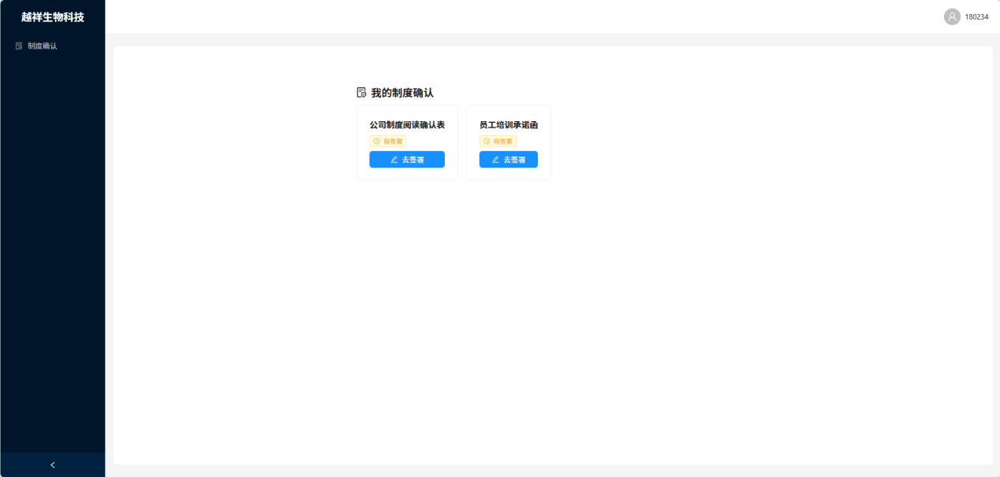 越祥生物科技
180234
制度确认
我的制度确认
公司制度阅读确认表
员工培训承诺函
待签署
待签署
去签署
去签署